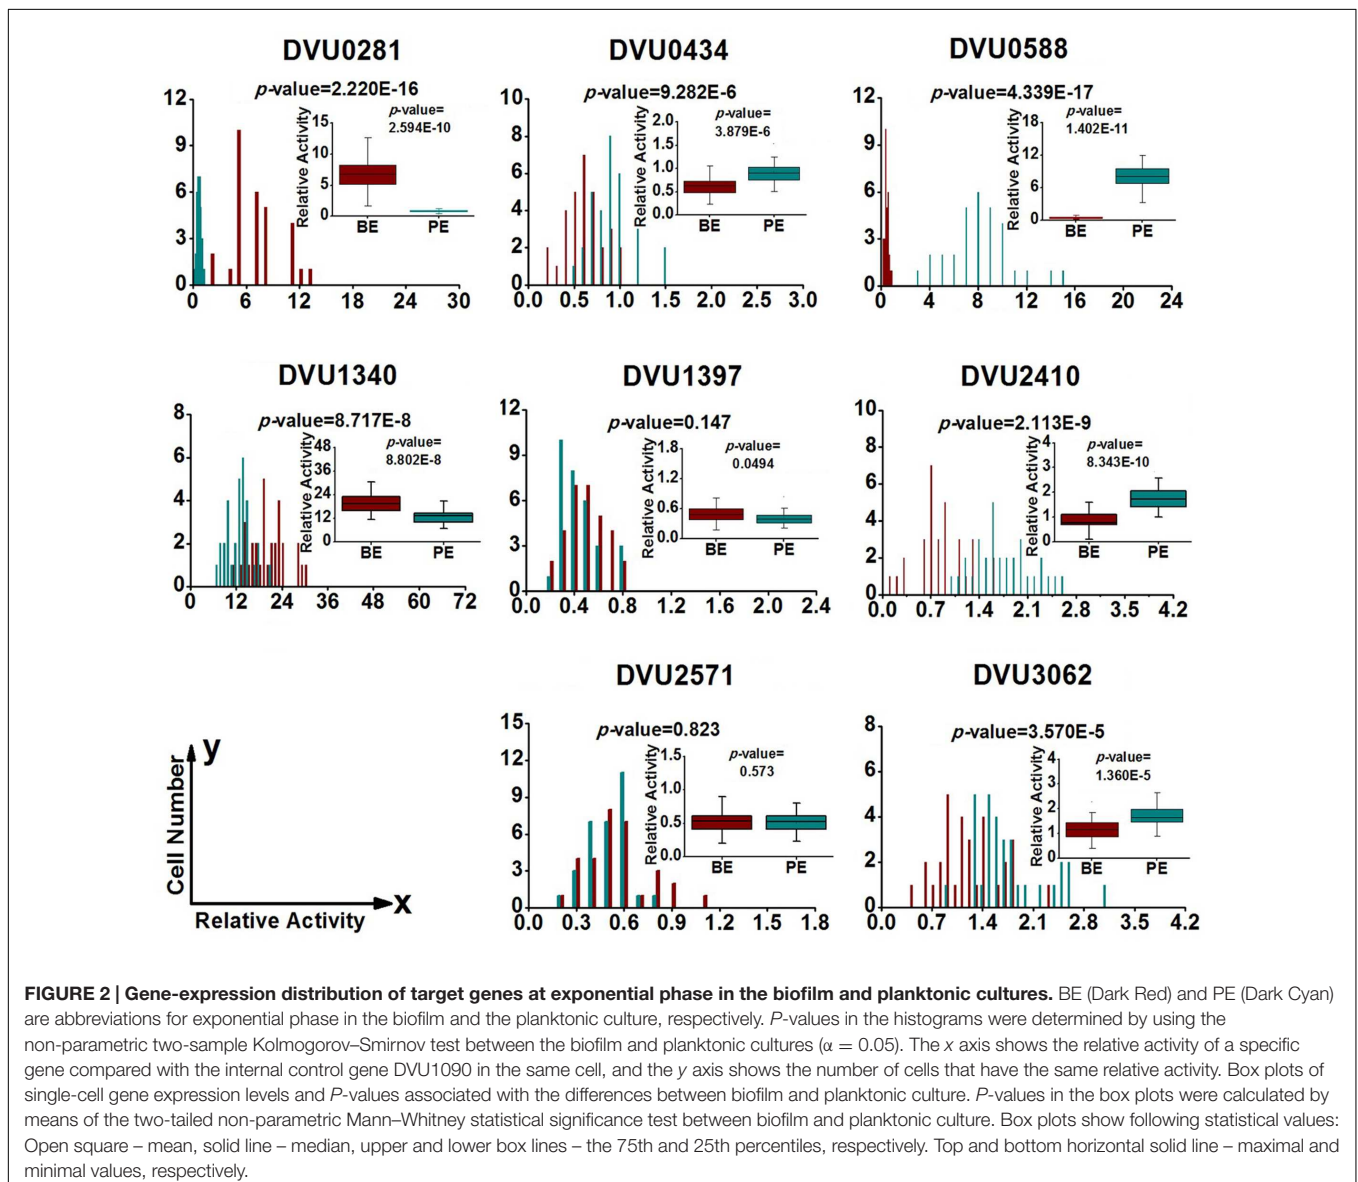 DVU0281
DVU0434
DVU0588
p-value=2.220E-16
p-value=9.282E-6
p-value=4.339E-17
12
9
6
3
0
0
6
12
18
24
30
Relative Activity
15
10
5
0
p-value=
2.594E-10
BE
PE
10
8
6
4
2
0
0.0
0.5
1.0
1.5
2.0
2.5
3.0
Relative Activity
2.0
1.5
1.0
0.5
0.0
p-value=
3.879E-6
BE
PE
12
9
6
3
0
0
4
8
12
16
20
24
Relative Activity
18
12
6
0
p-value=
1.402E-11
BE
PE
DVU1340
DVU1397
DVU2410
p-value=8.717E-8
p-value=0.147
p-value=2.113E-9
8
6
4
2
0
0
12
24
36
48
60
72
Relative Activity
48
36
24
12
0
p-value=
8.802E-8
BE
PE
12
9
6
3
0
0.0
0.4
0.8
1.2
1.6
2.0
2.4
Relative Activity
1.8
1.2
0.6
0.0
p-value=
0.0494
BE
PE
10
8
6
4
2
0
0.0
0.7
1.4
2.1
2.8
3.5
4.2
Relative Activity
4
3
2
1
0
p-value=
8.343E-10
BE
PE
DVU2571
DVU3062
p-value=0.823
p-value=3.570E-5
y
Cell Number
Relative Activity
x
15
12
9
6
3
0
0.0
0.3
0.6
0.9
1.2
1.5
1.8
Relative Activity
1.5
1.0
0.5
0.0
p-value=
0.573
BE
PE
8
6
4
2
0
0.0
0.7
1.4
2.1
2.8
3.5
4.2
Relative Activity
4
3
2
1
0
p-value=
1.360E-5
BE
PE
FIGURE 2 | Gene-expression distribution of target genes at exponential phase in the biofilm and planktonic cultures. BE (Dark Red) and PE (Dark Cyan)
are abbreviations for exponential phase in the biofilm and the planktonic culture, respectively. P-values in the histograms were determined by using the
non-parametric two-sample Kolmogorov–Smirnov test between the biofilm and planktonic cultures (α = 0.05). The x axis shows the relative activity of a specific
gene compared with the internal control gene DVU1090 in the same cell, and the y axis shows the number of cells that have the same relative activity. Box plots of
single-cell gene expression levels and P-values associated with the differences between biofilm and planktonic culture. P-values in the box plots were calculated by
means of the two-tailed non-parametric Mann–Whitney statistical significance test between biofilm and planktonic culture. Box plots show following statistical values:
Open square – mean, solid line – median, upper and lower box lines – the 75th and 25th percentiles, respectively. Top and bottom horizontal solid line – maximal and
minimal values, respectively.